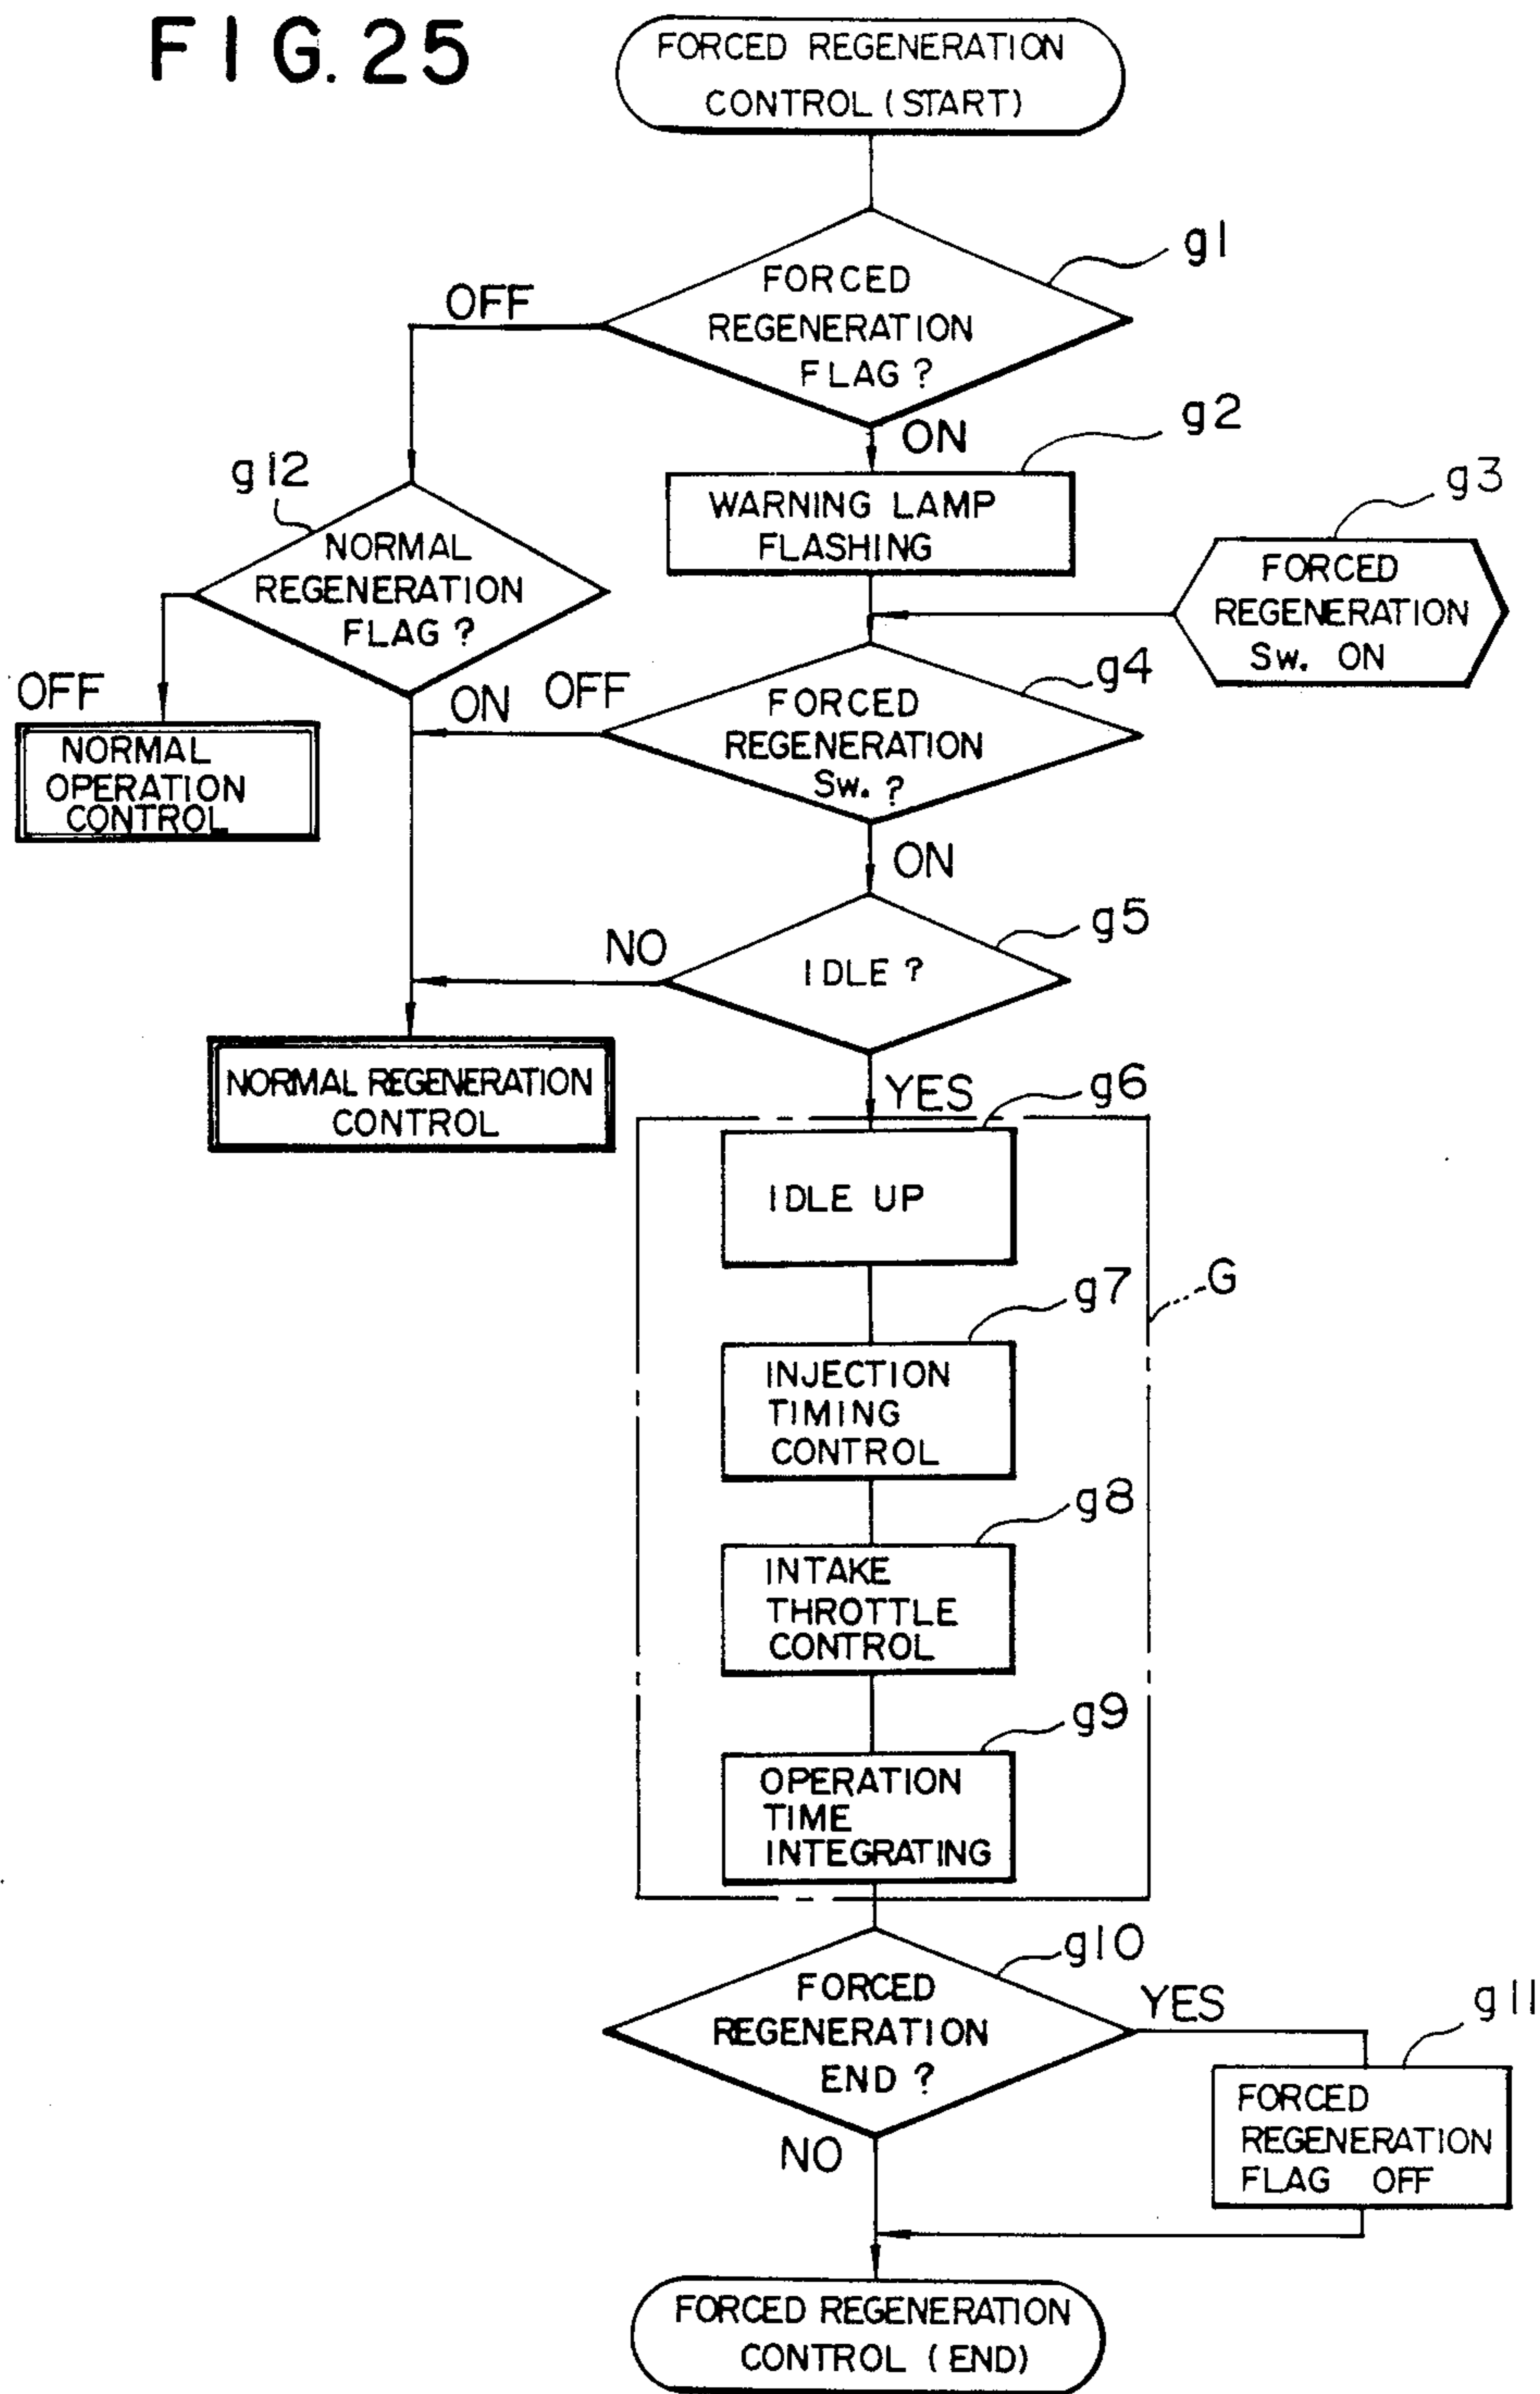 FIG. 25
FORCED REGENERATION
CONTROL (START)
g1
FORCED
REGENERATION
FLAG ?
OFF
ON
g2
WARNING LAMP
FLASHING
g12
NORMAL
REGENERATION
FLAG ?
g3
FORCED
REGENERATION
Sw. ON
OFF
ON
OFF
g4
FORCED
REGENERATION
Sw. ?
NORMAL
OPERATION
CONTROL
ON
g5
NO
IDLE ?
NORMAL REGENERATION
CONTROL
YES
g6
IDLE UP
G
g7
INJECTION
TIMING
CONTROL
g8
INTAKE
THROTTLE
CONTROL
g9
OPERATION
TIME
INTEGRATING
g10
FORCED
REGENERATION
END ?
YES
g11
NO
FORCED
REGENERATION
FLAG OFF
FORCED REGENERATION
CONTROL (END)